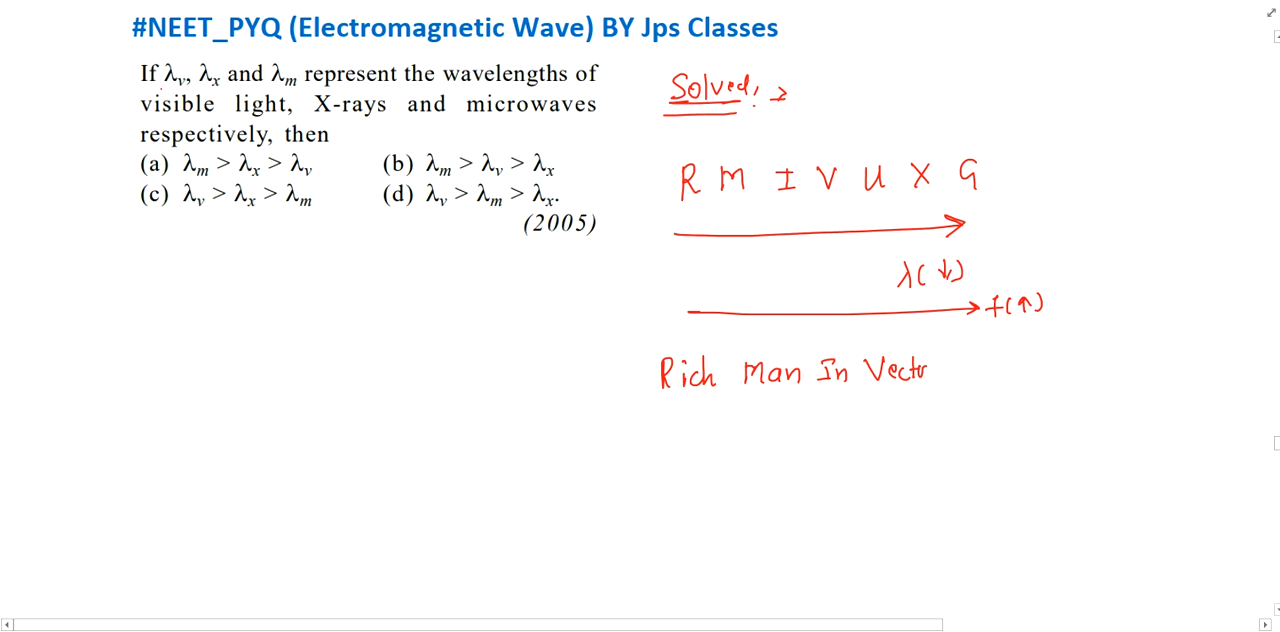 #NEET_PYQ (Electromagnetic Wave) BY Jps Classes
If λv, λx and λm represent the wavelengths of
visible light, X-rays and microwaves
respectively, then
(a) λm > λx > λv (b) λm > λv > λx
(c) λv > λx > λm (d) λv > λm > λx.
(2005)
Solved:→
R M I V U X G
λ(↓)
f(↑)
Rich Man In Vector